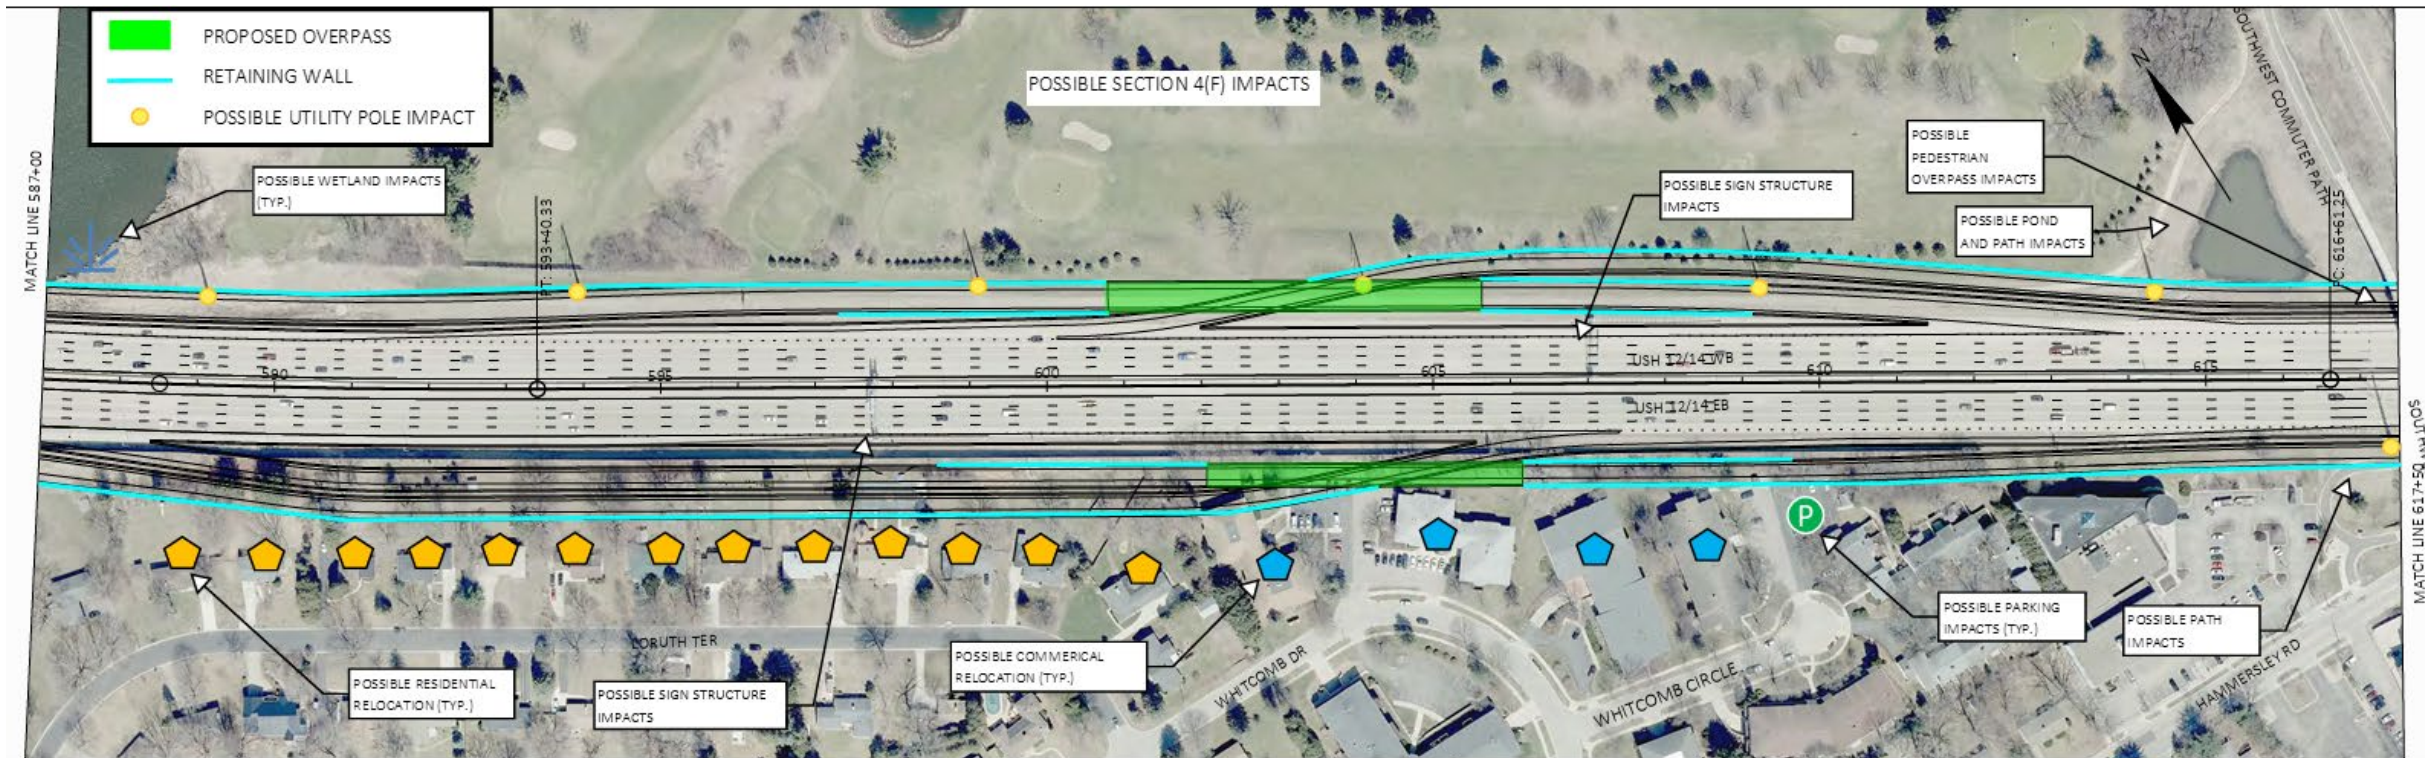 PROPOSED OVERPASS
RETAINING WALL
POSSIBLE UTILITY POLE IMPACT
POSSIBLE SECTION 4(F) IMPACTS
N
SOUTHWEST COMMUTER PATH
POSSIBLE
PEDESTRIAN
OVERPASS IMPACTS
MATCH LINE 587+00
POSSIBLE WETLAND IMPACTS
(TYP.)
POSSIBLE SIGN STRUCTURE
IMPACTS
POSSIBLE POND
AND PATH IMPACTS
PT: 593+40.33
PC: 616+61.25
USH 12/14 WB
590
595
600
605
610
615
USH 12/14 EB
MATCH LINE 617+50
P
POSSIBLE PARKING
IMPACTS (TYP.)
POSSIBLE PATH
IMPACTS
LORUTH TER
POSSIBLE COMMERICAL
RELOCATION (TYP.)
POSSIBLE RESIDENTIAL
RELOCATION (TYP.)
POSSIBLE SIGN STRUCTURE
IMPACTS
WHITCOMB DR
WHITCOMB CIRCLE
HAMMERSLEY RD